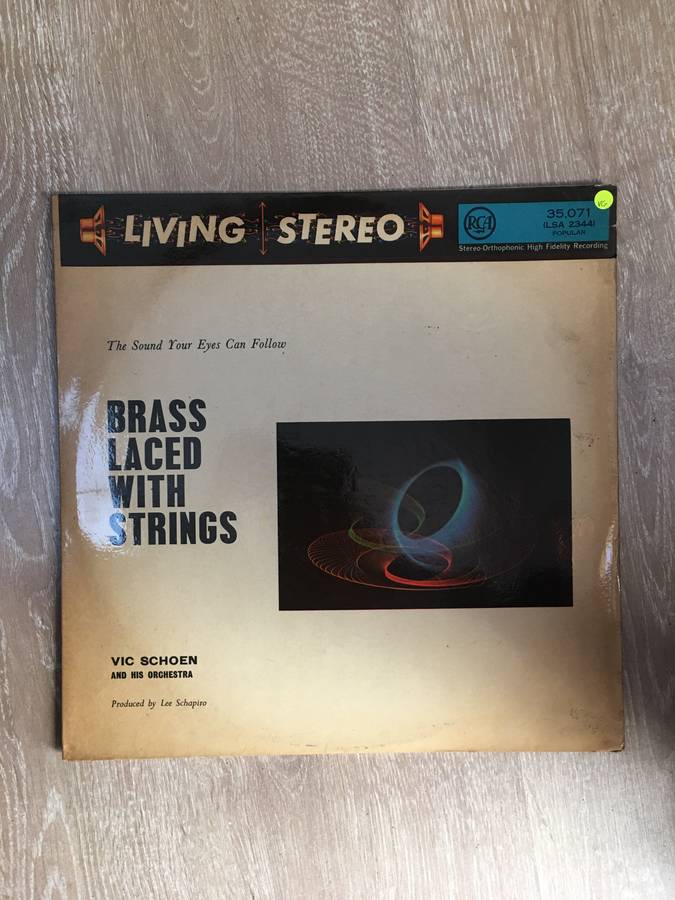 LIVING STEREO
RCA
35.071
(LSA 2344)
POPULAR
Stereo-Orthophonic High Fidelity Recording
VG
The Sound Your Eyes Can Follow
BRASS
LACED
WITH
STRINGS
VIC SCHOEN
AND HIS ORCHESTRA
Produced by Lee Schapiro